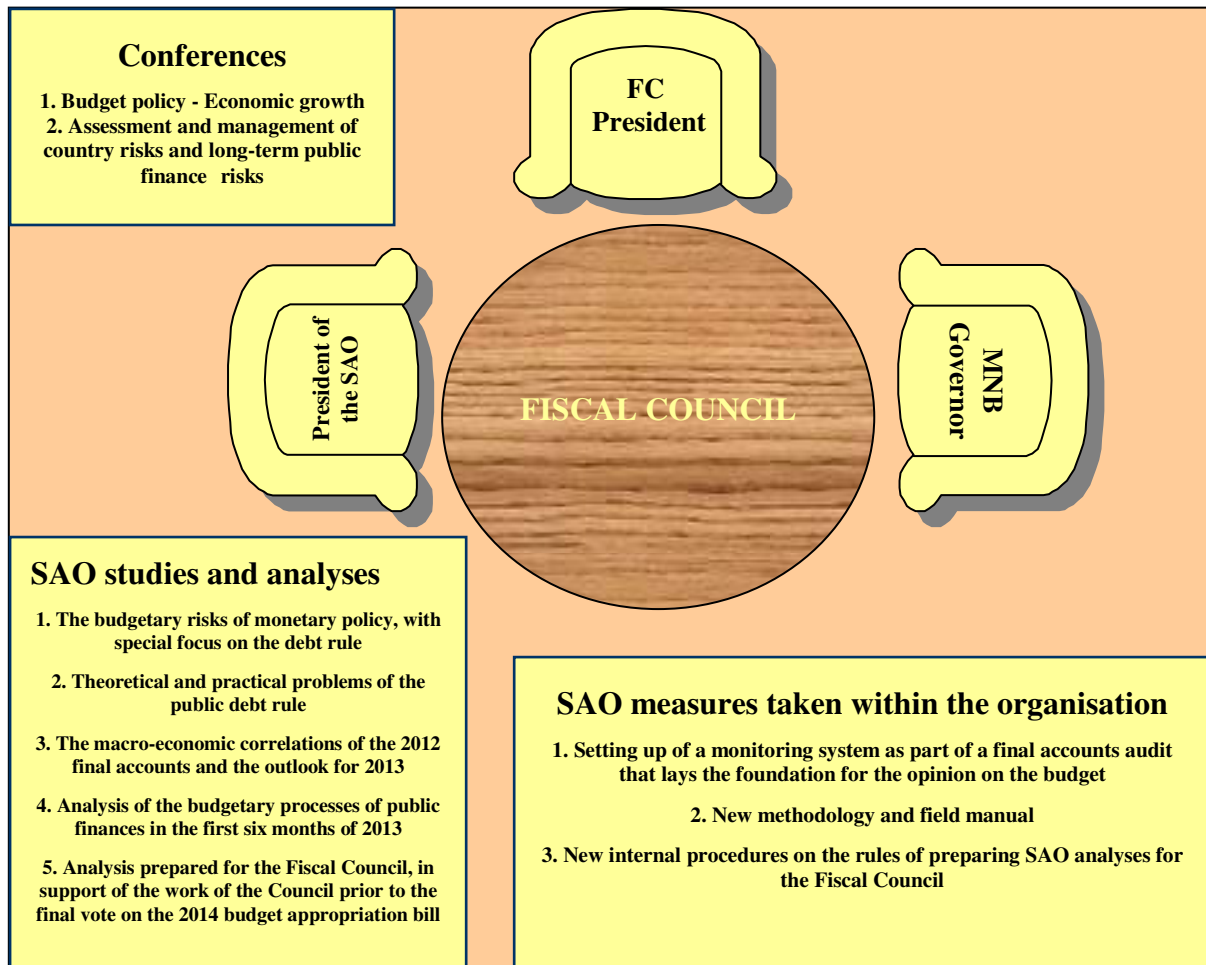 Conferences
1. Budget policy - Economic growth
2. Assessment and management of
country risks and long-term public
finance risks
FC
President
President of
the SAO
FISCAL COUNCIL
MNB
Governor
SAO studies and analyses
1. The budgetary risks of monetary policy, with
special focus on the debt rule
2. Theoretical and practical problems of the
public debt rule
3. The macro-economic correlations of the 2012
final accounts and the outlook for 2013
4. Analysis of the budgetary processes of public
finances in the first six months of 2013
5. Analysis prepared for the Fiscal Council, in
support of the work of the Council prior to the
final vote on the 2014 budget appropriation bill
SAO measures taken within the organisation
1. Setting up of a monitoring system as part of a final accounts audit
that lays the foundation for the opinion on the budget
2. New methodology and field manual
3. New internal procedures on the rules of preparing SAO analyses for
the Fiscal Council